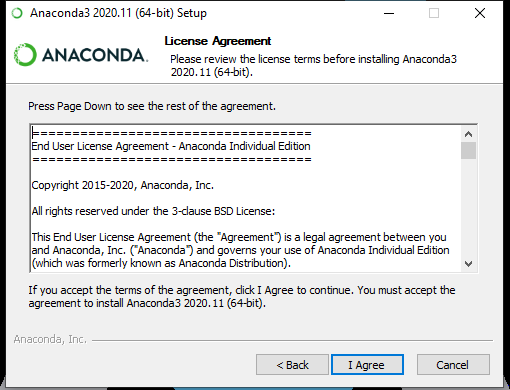 Anaconda3 2020.11 (64-bit) Setup
ANACONDA.
License Agreement
Please review the license terms before installing Anaconda3
2020.11 (64-bit).
Press Page Down to see the rest of the agreement.
===================================
End User License Agreement - Anaconda Individual Edition
===================================
Copyright 2015-2020, Anaconda, Inc.
All rights reserved under the 3-clause BSD License:
This End User License Agreement (the "Agreement") is a legal agreement between you
and Anaconda, Inc. ("Anaconda") and governs your use of Anaconda Individual Edition
(which was formerly known as Anaconda Distribution).
If you accept the terms of the agreement, click I Agree to continue. You must accept the
agreement to install Anaconda3 2020.11 (64-bit).
Anaconda, Inc.
< Back
I Agree
Cancel